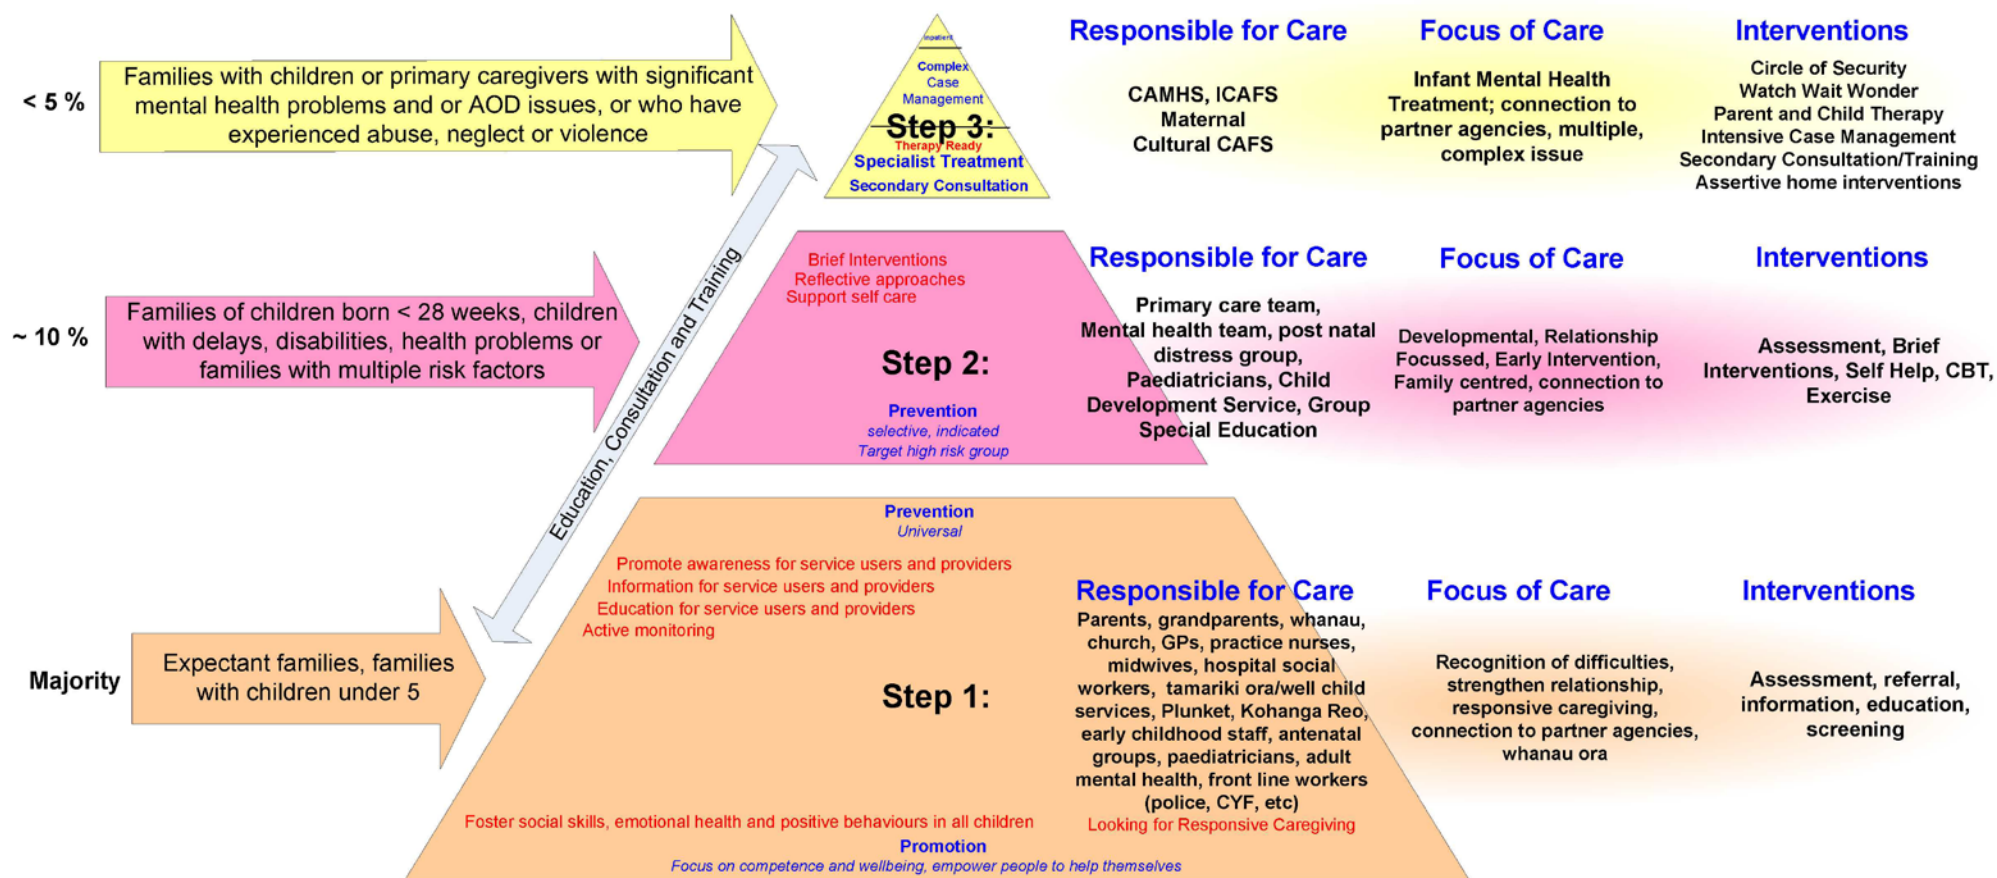 < 5 %
Families with children or primary caregivers with significant
mental health problems and or AOD issues, or who have
experienced abuse, neglect or violence
Inpatient
Complex
Case
Management
Step 3:
Therapy Ready
Specialist Treatment
Secondary Consultation
Responsible for Care
CAMHS, ICAFS
Maternal
Cultural CAFS
Focus of Care
Infant Mental Health
Treatment; connection to
partner agencies, multiple,
complex issue
Interventions
Circle of Security
Watch Wait Wonder
Parent and Child Therapy
Intensive Case Management
Secondary Consultation/Training
Assertive home interventions
Education, Consultation and Training
~ 10 %
Families of children born < 28 weeks, children
with delays, disabilities, health problems or
families with multiple risk factors
Brief Interventions
Reflective approaches
Support self care
Step 2:
Prevention
selective, indicated
Target high risk group
Responsible for Care
Primary care team,
Mental health team, post natal
distress group,
Paediatricians, Child
Development Service, Group
Special Education
Focus of Care
Developmental, Relationship
Focussed, Early Intervention,
Family centred, connection to
partner agencies
Interventions
Assessment, Brief
Interventions, Self Help, CBT,
Exercise
Majority
Expectant families, families
with children under 5
Prevention
Universal
Promote awareness for service users and providers
Information for service users and providers
Education for service users and providers
Active monitoring
Step 1:
Foster social skills, emotional health and positive behaviours in all children
Promotion
Focus on competence and wellbeing, empower people to help themselves
Responsible for Care
Parents, grandparents, whanau,
church, GPs, practice nurses,
midwives, hospital social
workers, tamariki ora/well child
services, Plunket, Kohanga Reo,
early childhood staff, antenatal
groups, paediatricians, adult
mental health, front line workers
(police, CYF, etc)
Looking for Responsive Caregiving
Focus of Care
Recognition of difficulties,
strengthen relationship,
responsive caregiving,
connection to partner agencies,
whanau ora
Interventions
Assessment, referral,
information, education,
screening